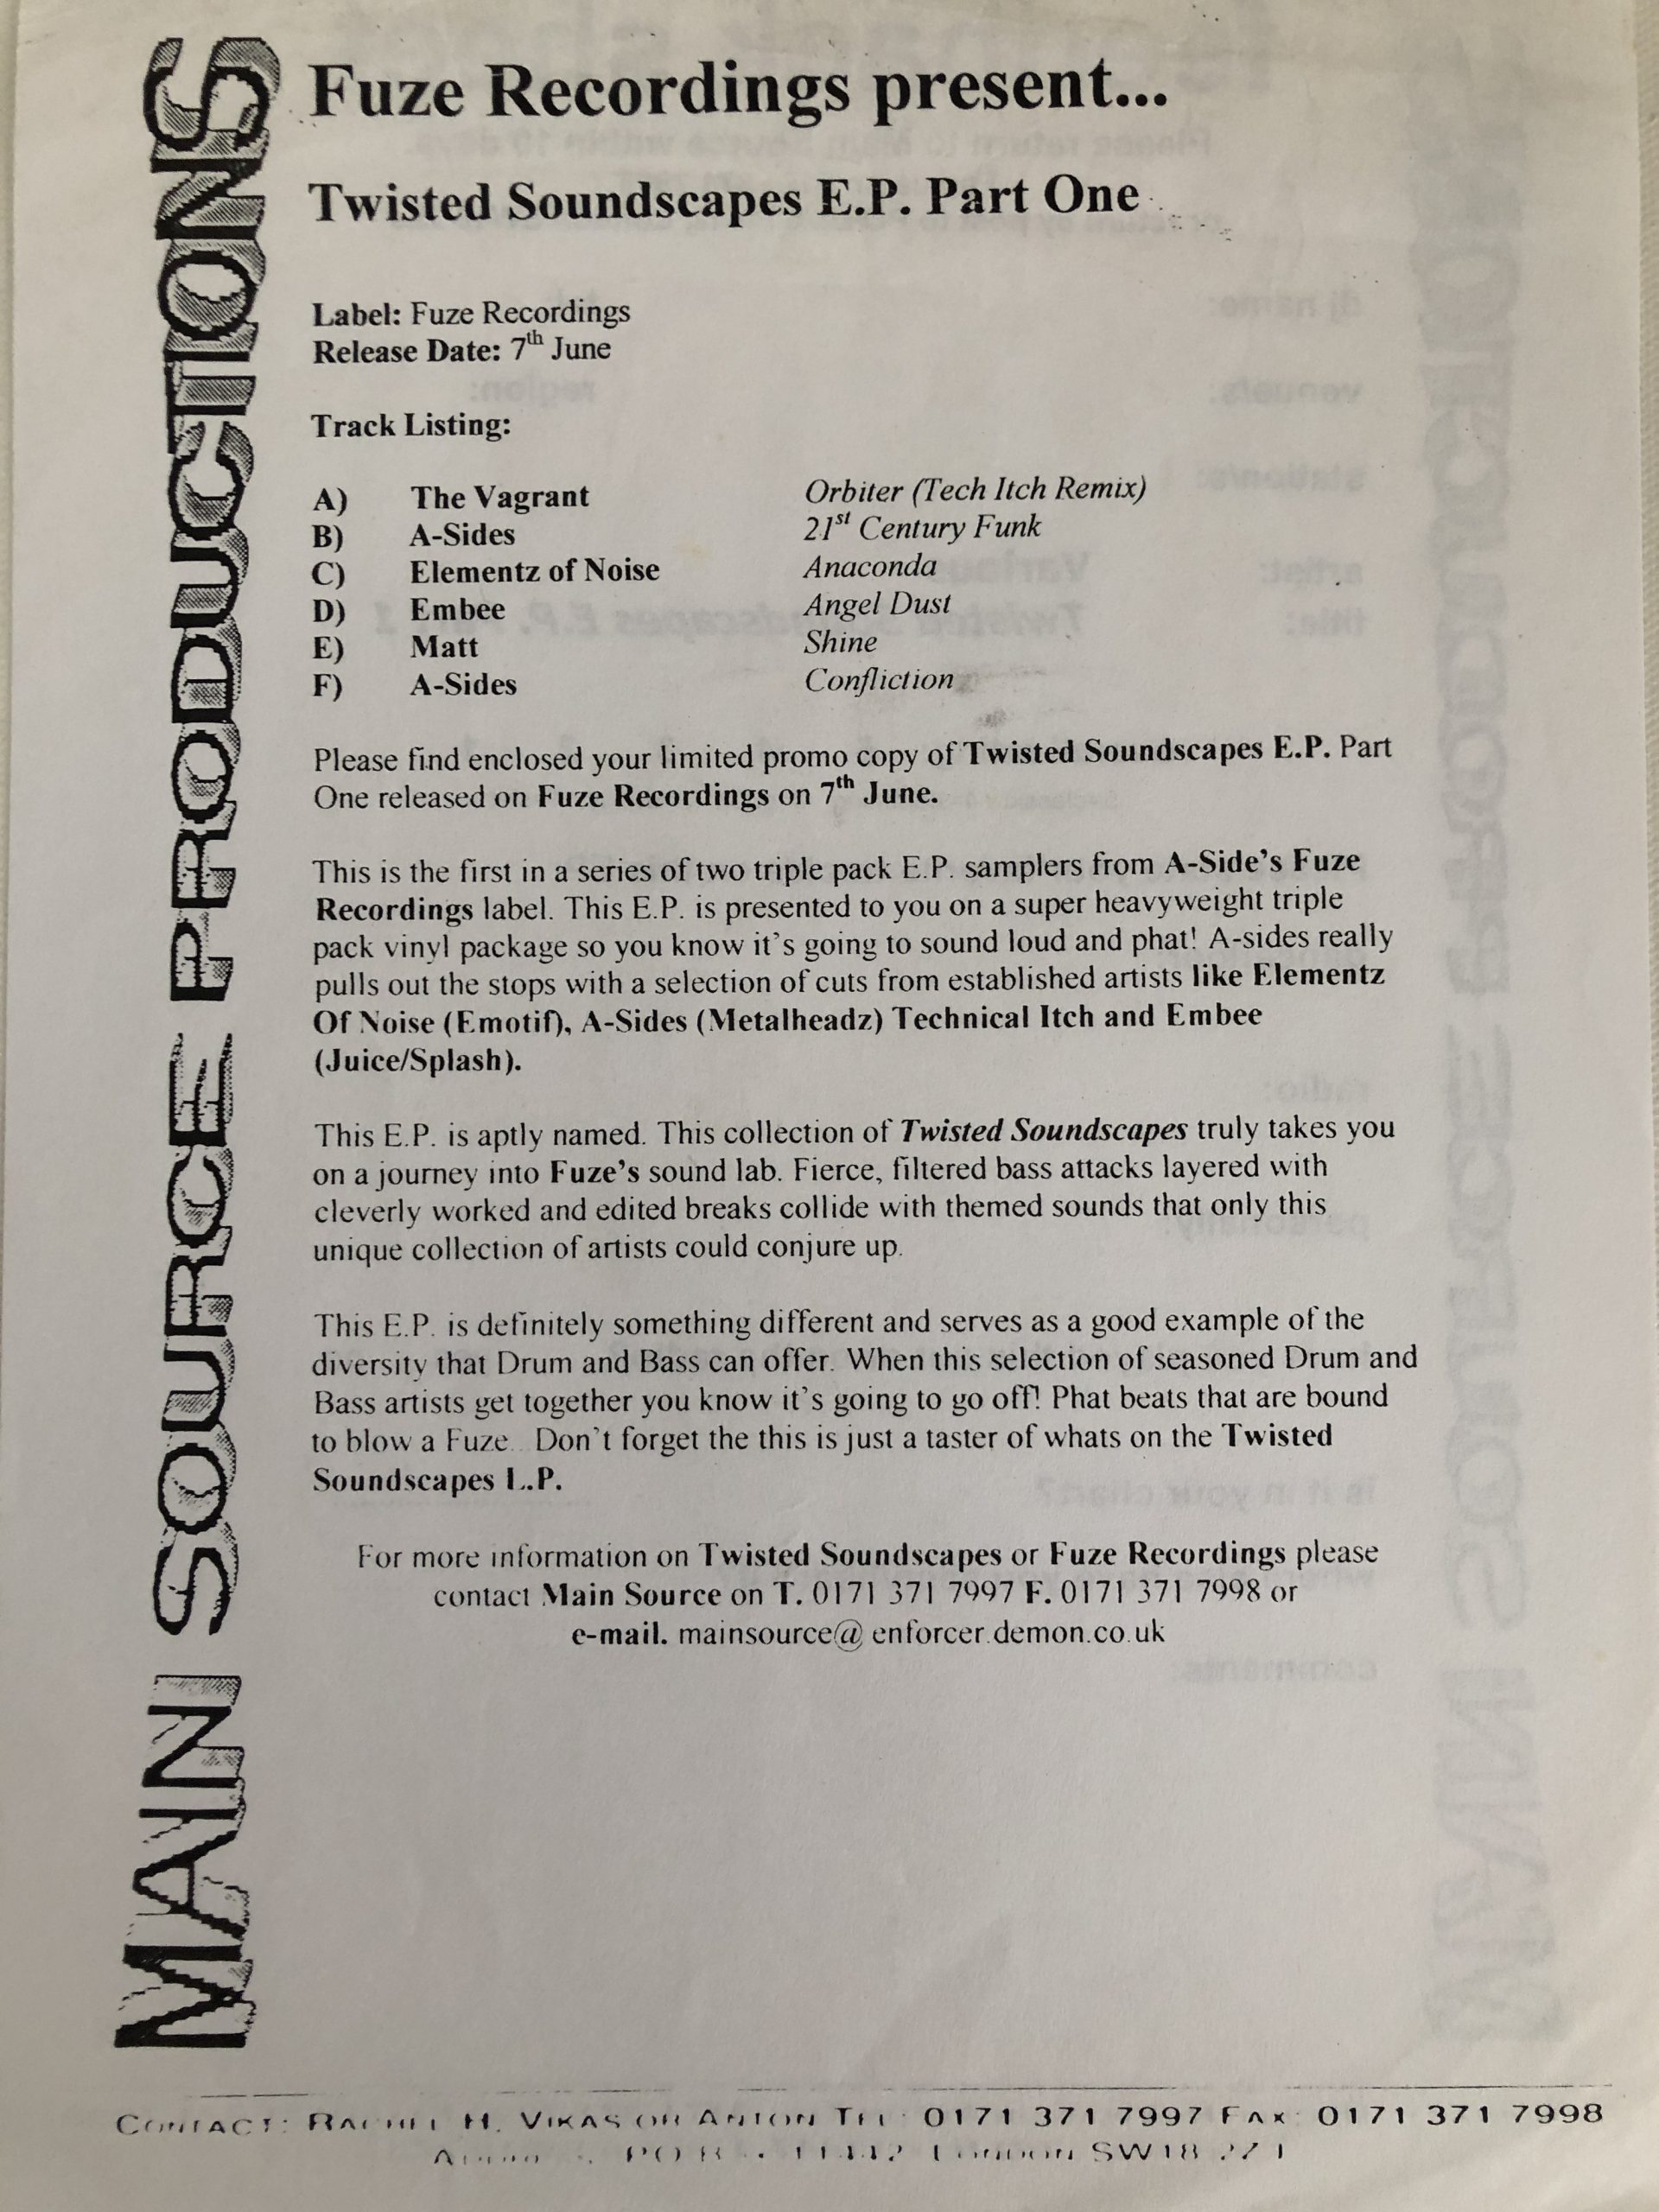 MAIN SOURCE PRODUCTIONS
Fuze Recordings present...
Twisted Soundscapes E.P. Part One
Label: Fuze Recordings
Release Date: 7th June
Track Listing:
A) The Vagrant Orbiter (Tech Itch Remix)
B) A-Sides 21st Century Funk
C) Elementz of Noise Anaconda
D) Embee Angel Dust
E) Matt Shine
F) A-Sides Confliction
Please find enclosed your limited promo copy of Twisted Soundscapes E.P. Part
One released on Fuze Recordings on 7th June.
This is the first in a series of two triple pack E.P. samplers from A-Side's Fuze
Recordings label. This E.P. is presented to you on a super heavyweight triple
pack vinyl package so you know it's going to sound loud and phat! A-sides really
pulls out the stops with a selection of cuts from established artists like Elementz
Of Noise (Emotif), A-Sides (Metalheadz) Technical Itch and Embee
(Juice/Splash).
This E.P. is aptly named. This collection of Twisted Soundscapes truly takes you
on a journey into Fuze's sound lab. Fierce, filtered bass attacks layered with
cleverly worked and edited breaks collide with themed sounds that only this
unique collection of artists could conjure up.
This E.P. is definitely something different and serves as a good example of the
diversity that Drum and Bass can offer. When this selection of seasoned Drum and
Bass artists get together you know it's going to go off! Phat beats that are bound
to blow a Fuze. Don't forget the this is just a taster of whats on the Twisted
Soundscapes L.P.
For more information on Twisted Soundscapes or Fuze Recordings please
contact Main Source on T. 0171 371 7997 F. 0171 371 7998 or
e-mail. mainsource@ enforcer.demon.co.uk
CONTACT: RACHEL H, VIKAS OR ANTON TEL: 0171 371 7997 FAX: 0171 371 7998
London SW18